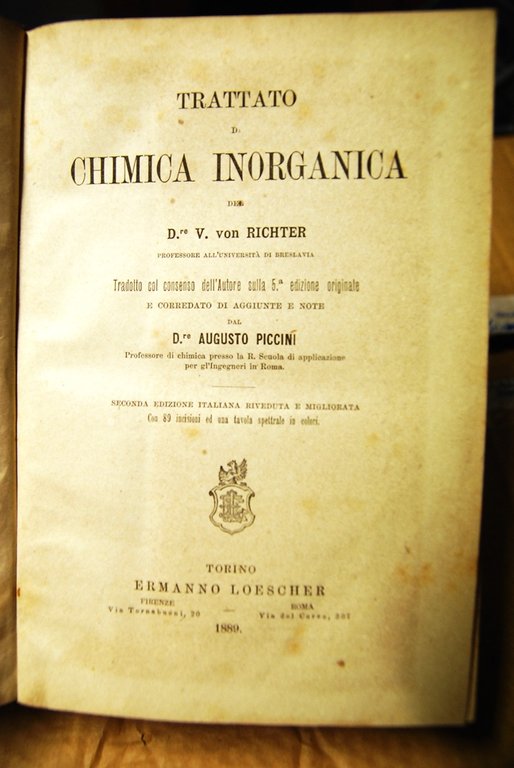 TRATTATO
DI
CHIMICA INORGANICA
DEL
D.re V. von RICHTER
PROFESSORE ALL'UNIVERSITÀ DI BRESLAVIA
Tradotto col consenso dell'Autore sulla 5.a edizione originale
E CORREDATO DI AGGIUNTE E NOTE
DAL
D.re AUGUSTO PICCINI
Professore di chimica presso la R. Scuola di applicazione
per gl'Ingegneri in Roma.
SECONDA EDIZIONE ITALIANA RIVEDUTA E MIGLIORATA
Con 89 incisioni ed una tavola spettrale in colori.
TORINO
ERMANNO LOESCHER
FIRENZE
Via Tornabuoni, 20
—
ROMA
Via del Corso, 307
1889.